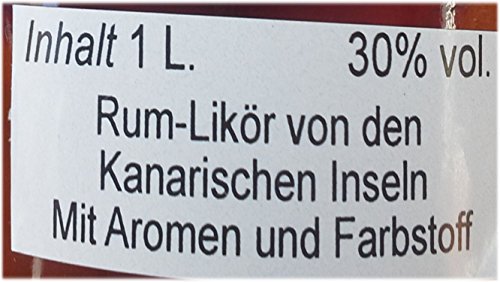 Inhalt 1 L. 30% vol.
Rum-Likör von den
Kanarischen Inseln
Mit Aromen und Farbstoff